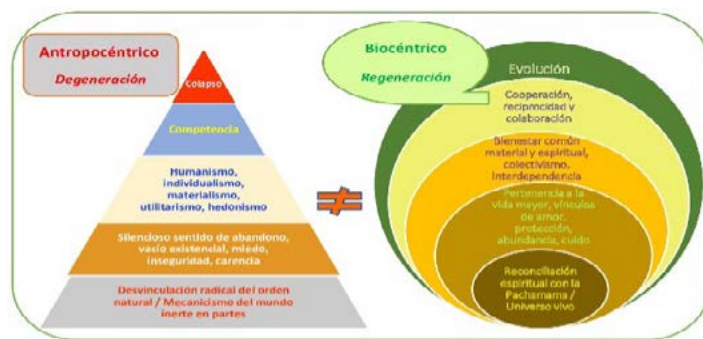 Antropocéntrico
Degeneración
Colapso
Competencia
Humanismo,
individualismo,
materialismo,
utilitarismo, hedonismo
Silencioso sentido de abandono,
vacío existencial, miedo,
inseguridad, carencia
Desvinculación radical del orden
natural / Mecanicismo del mundo
inerte en partes
≠
Biocéntrico
Regeneración
Evolución
Cooperación,
reciprocidad y
colaboración
Bienestar común
material y espiritual,
colectivismo,
interdependencia
Pertenencia a la
vida mayor, vínculos
de amor,
protección,
abundancia, cuido
Reconciliación
espiritual con la
Pachamama /
Universo vivo